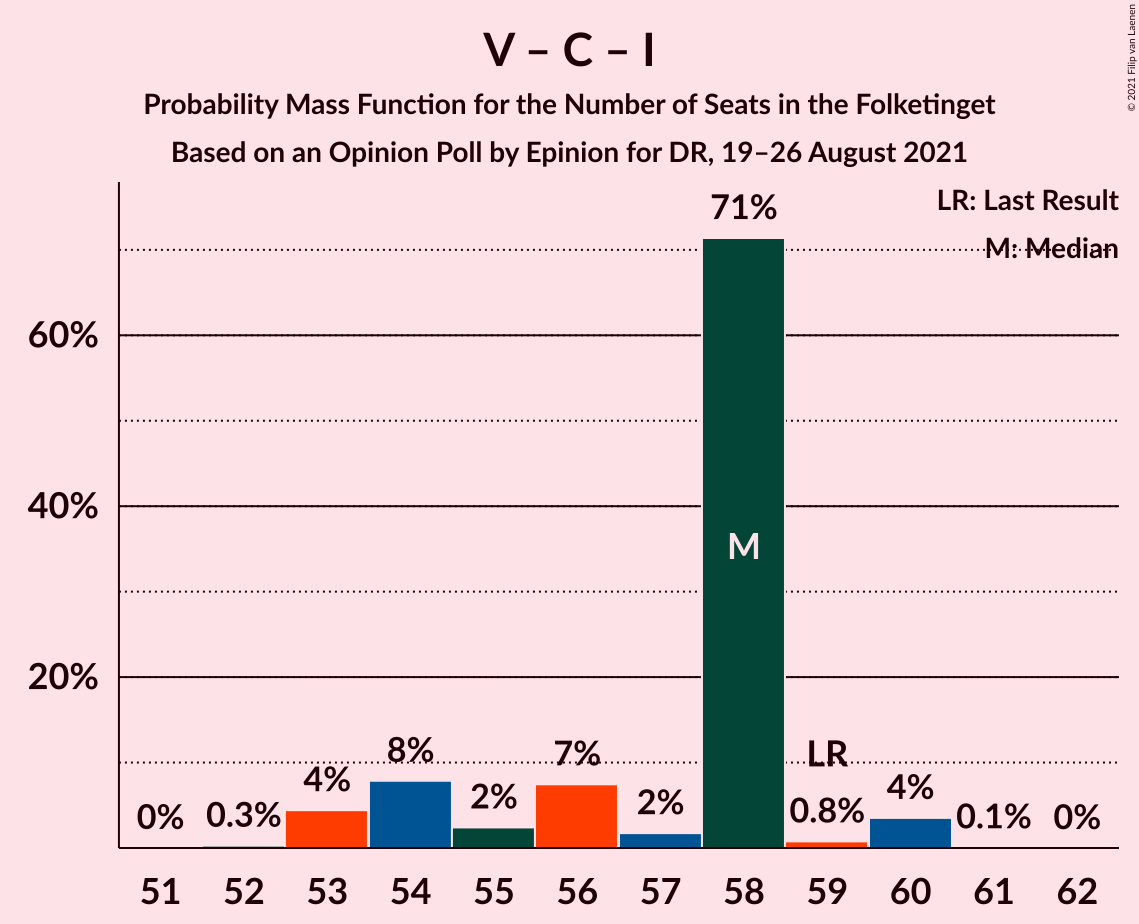 V – C – I
Probability Mass Function for the Number of Seats in the Folketinget
Based on an Opinion Poll by Epinion for DR, 19–26 August 2021
© 2021 Filip van Laenen
LR: Last Result
M: Median
60%
40%
20%
0%
0.3%
4%
8%
2%
7%
2%
71%
M
LR
0.8%
4%
0.1%
0%
51 52 53 54 55 56 57 58 59 60 61 62